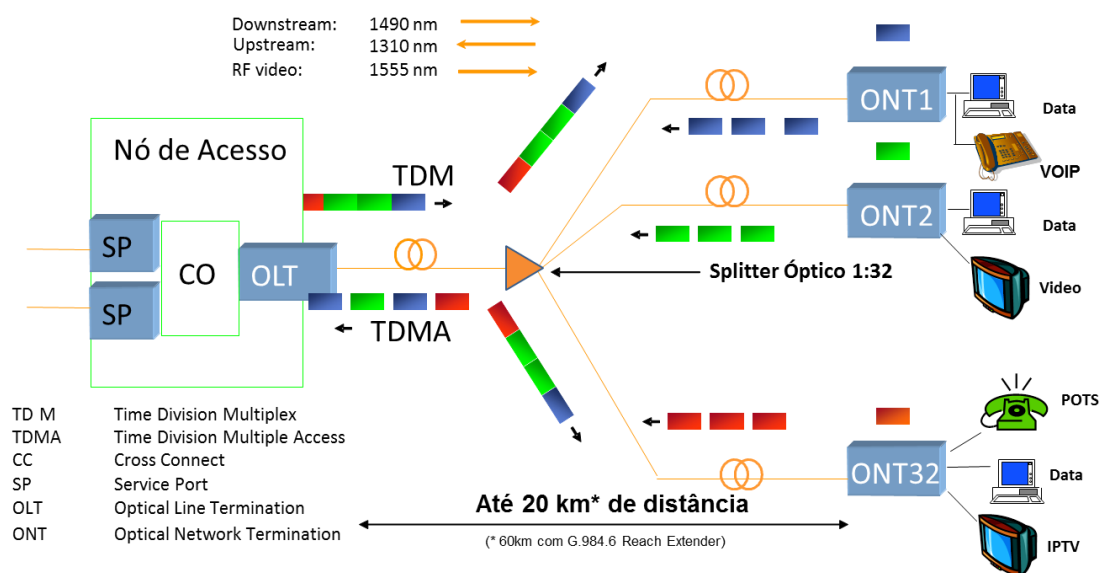 Downstream: 1490 nm
Upstream: 1310 nm
RF video: 1555 nm
Nó de Acesso
SP
SP
CO
OLT
TDM
TDMA
ONT1
Data
VOIP
ONT2
Data
Video
Splitter Óptico 1:32
ONT32
POTS
Data
IPTV
Até 20 km* de distância
(* 60km com G.984.6 Reach Extender)
TD M Time Division Multiplex
TDMA Time Division Multiple Access
CC Cross Connect
SP Service Port
OLT Optical Line Termination
ONT Optical Network Termination